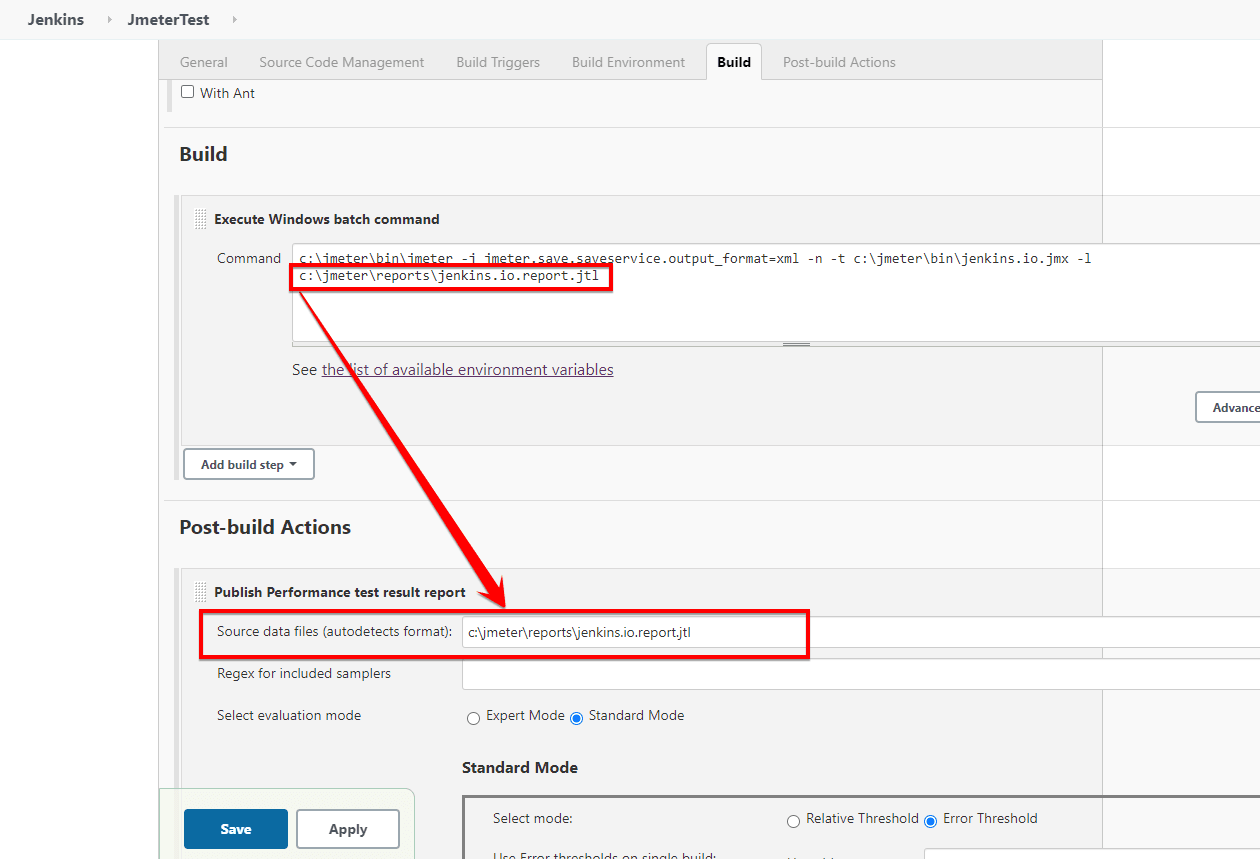 Jenkins JmeterTest
General Source Code Management Build Triggers Build Environment Build Post-build Actions
With Ant
Build
Execute Windows batch command
Command c:\jmeter\bin\jmeter -j jmeter.save.saveservice.output_format=xml -n -t c:\jmeter\bin\jenkins.io.jmx -l
c:\jmeter\reports\jenkins.io.report.jtl
See the list of available environment variables
Advance
Add build step
Post-build Actions
Publish Performance test result report
Source data files (autodetects format): c:\jmeter\reports\jenkins.io.report.jtl
Regex for included samplers
Select evaluation mode Expert Mode Standard Mode
Standard Mode
Select mode: Relative Threshold Error Threshold
Save Apply
Use Error thresholds on single build: